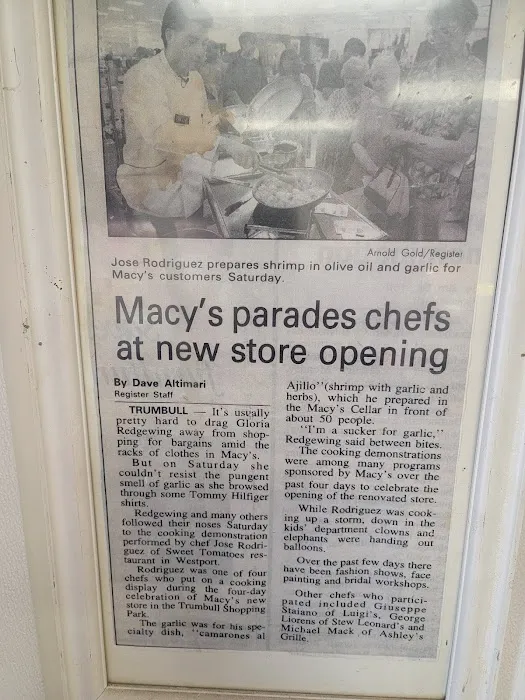 Arnold Gold/Register
Jose Rodriguez prepares shrimp in olive oil and garlic for
Macy's customers Saturday.
Macy's parades chefs
at new store opening
By Dave Altimari
Register Staff
TRUMBULL — It's usually
pretty hard to drag Gloria
Redgewing away from shop-
ping for bargains amid the
racks of clothes in Macy's.
But on Saturday she
couldn't resist the pungent
smell of garlic as she browsed
through some Tommy Hilfiger
shirts.
Redgewing and many others
followed their noses Saturday
to the cooking demonstration
performed by chef Jose Rodri-
guez of Sweet Tomatoes res-
taurant in Westport.
Rodriguez was one of four
chefs who put on a cooking
display during the four-day
celebration of Macy's new
store in the Trumbull Shopping
Park.
The garlic was for his spe-
cialty dish, "camarones al
Ajillo" (shrimp with garlic and
herbs), which he prepared in
the Macy's Cellar in front of
about 50 people.
"I'm a sucker for garlic,"
Redgewing said between bites.
The cooking demonstrations
were among many programs
sponsored by Macy's over the
past four days to celebrate the
opening of the renovated store.
While Rodriguez was cook-
ing up a storm, down in the
kids' department clowns and
elephants were handing out
balloons.
Over the past few days there
have been fashion shows, face
painting and bridal workshops.
Other chefs who partici-
pated included Giuseppe
Staiano of Luigi's, George
Llorens of Stew Leonard's and
Michael Mack of Ashley's
Grille.